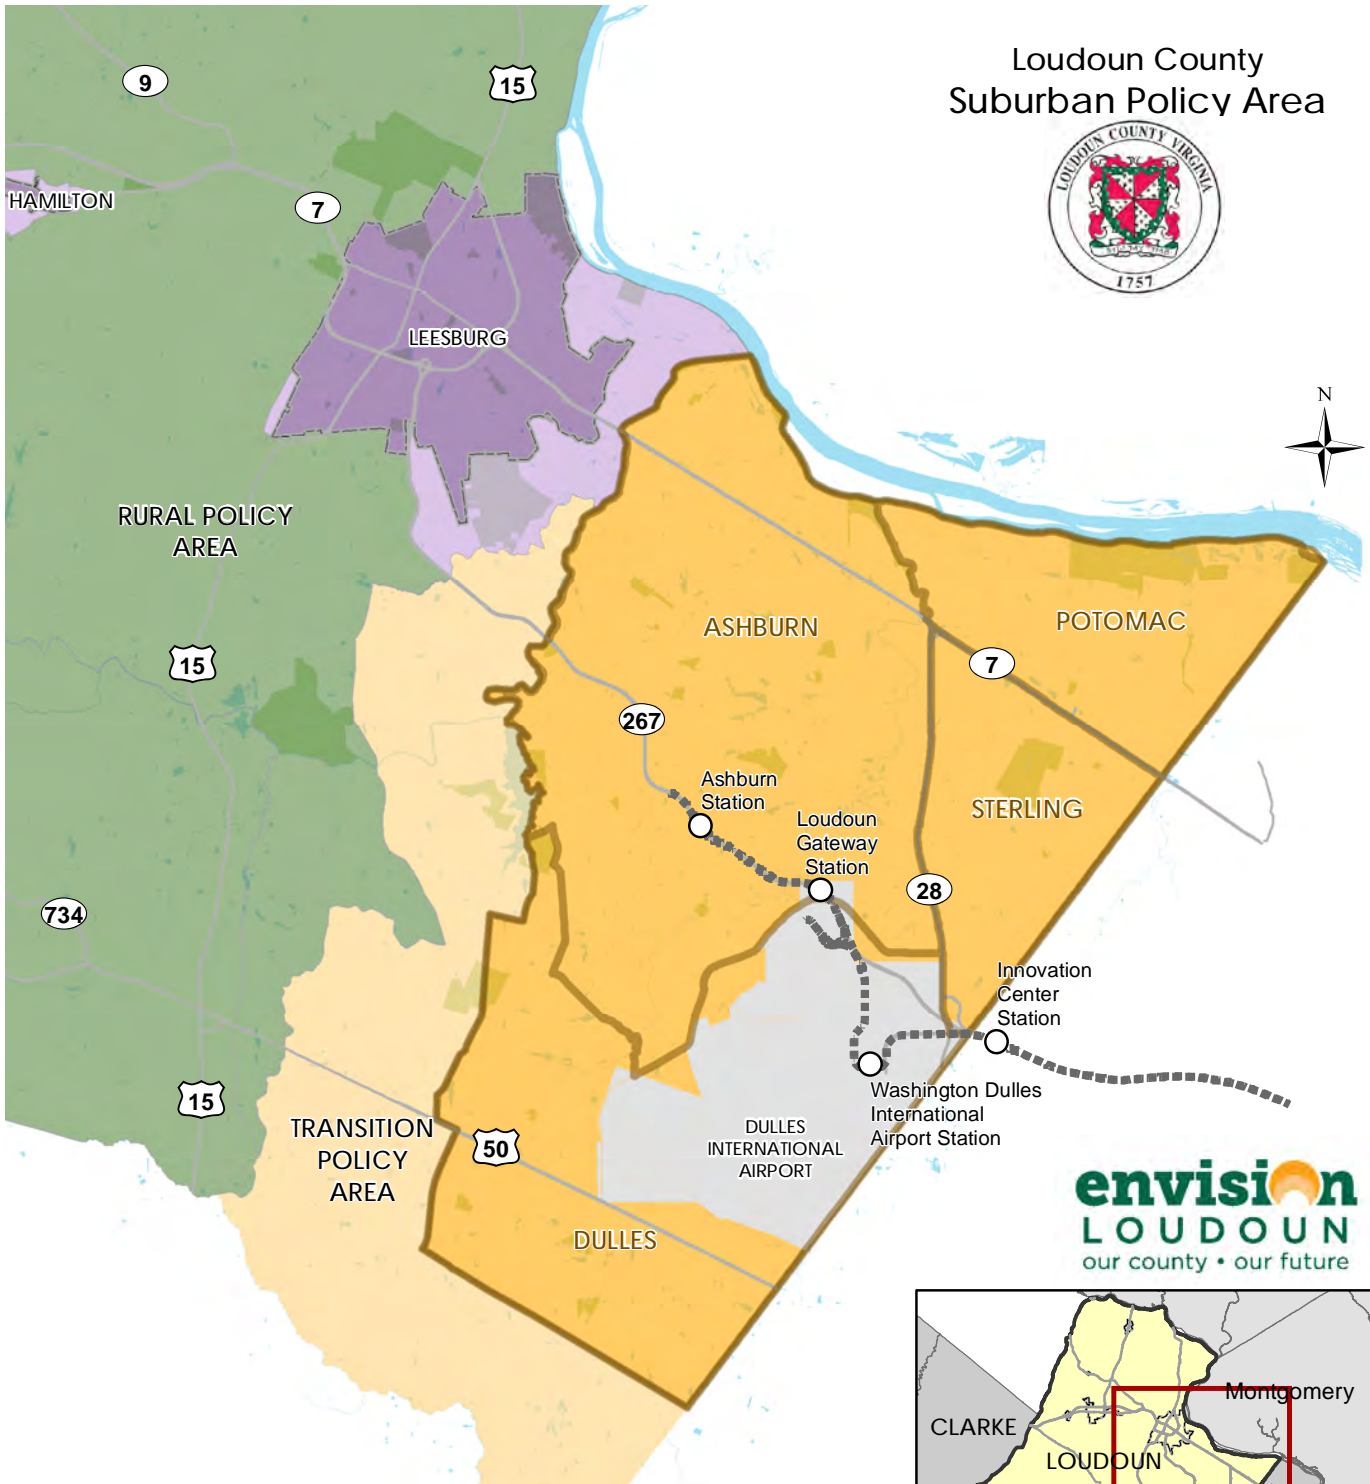 Loudoun County
Suburban Policy Area
LOUDOUN COUNTY VIRGINIA
1757
9
15
HAMILTON
7
LEESBURG
N
RURAL POLICY
AREA
ASHBURN
POTOMAC
15
7
267
Ashburn
Station
STERLING
Loudoun
Gateway
Station
28
734
Innovation
Center
Station
15
Washington Dulles
International
Airport Station
TRANSITION
POLICY
AREA
50
DULLES
INTERNATIONAL
AIRPORT
DULLES
envision
LOUDOUN
our county • our future
Montgomery
CLARKE
LOUDOUN